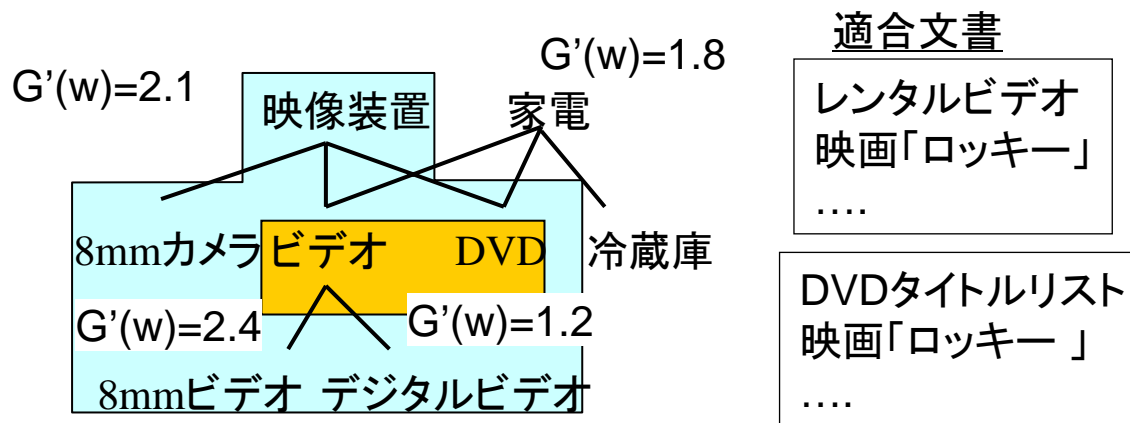 適合文書
G’(w)=1.8
G’(w)=2.1
映像装置 家電
8mmカメラ ビデオ DVD 冷蔵庫
G’(w)=2.4 G’(w)=1.2
8mmビデオ デジタルビデオ
レンタルビデオ
映画「ロッキー」
….
DVDタイトルリスト
映画「ロッキー 」
….